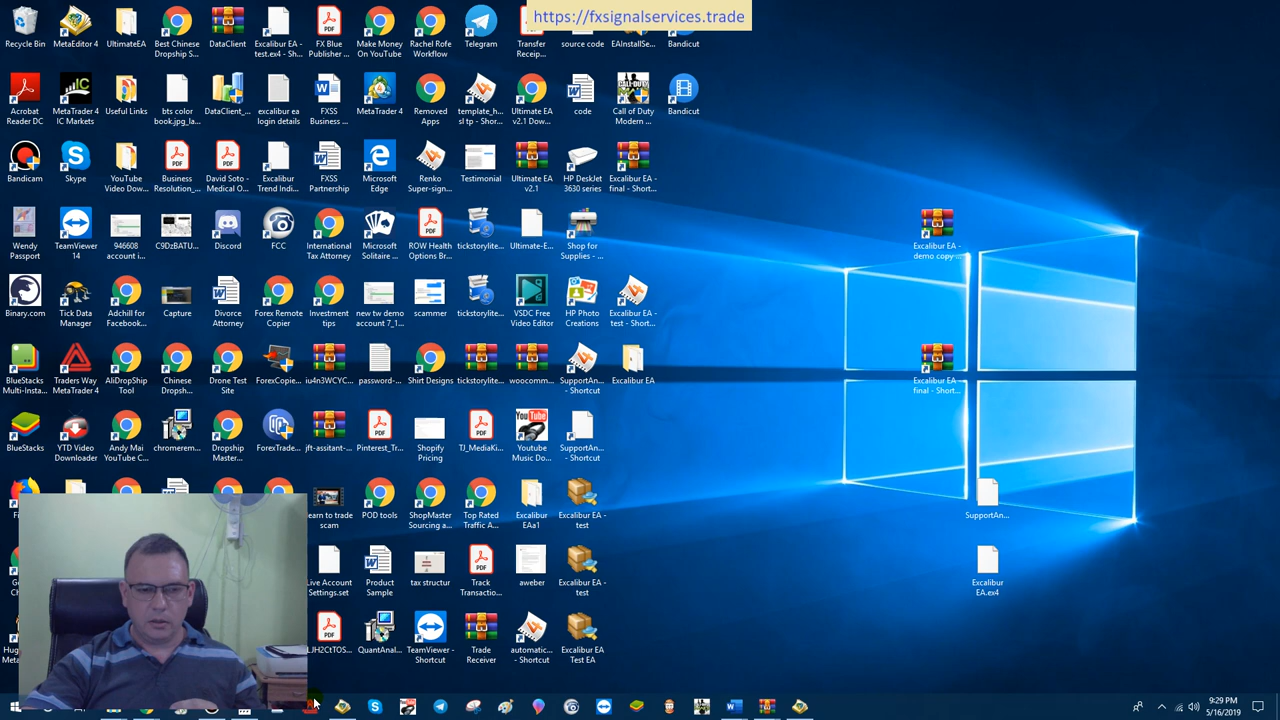 https://fxsignalservices.trade
Recycle Bin
MetaEditor 4
UltimateEA
Best Chinese
Dropship S...
DataClient
Excalibur EA -
test.ex4 - Sh...
FX Blue
Publisher ...
Make Money
On YouTube
Rachel Rofe
Workflow
Telegram
Transfer
Receip...
source code
EAInstallSe...
Bandicut
Acrobat
Reader DC
MetaTrader 4
IC Markets
Useful Links
bts color
book.jpg_la...
DataClient_...
excalibur ea
login details
FXSS
Business ...
MetaTrader 4
Removed
Apps
template_h...
sl tp - Shor...
Ultimate EA
v2.1 Dow...
code
Call of Duty
Modern ...
Bandicut
Bandicam
Skype
YouTube
Video Dow...
Business
Resolution_...
David Soto -
Medical O...
Excalibur
Trend Indi...
FXSS
Partnership
Microsoft
Edge
Renko
Super-sign...
Testimonial
Ultimate EA
v2.1
HP DeskJet
3630 series
Excalibur EA -
final - Short...
Wendy
Passport
TeamViewer
14
946608
account i...
C9DzBATU...
Discord
FCC
International
Tax Attorney
Microsoft
Solitaire ...
ROW Health
Options Br...
tickstorylite...
Ultimate-E...
Shop for
Supplies - ...
Excalibur EA -
demo copy ...
Binary.com
Tick Data
Manager
Adchill for
Facebook...
Capture
Divorce
Attorney
Forex Remote
Copier
Investment
tips
new tw demo
account 7_1...
scammer
tickstorylite...
VSDC Free
Video Editor
HP Photo
Creations
Excalibur EA -
test - Short...
BlueStacks
Multi-Insta...
Traders Way
MetaTrader 4
AliDropShip
Tool
Chinese
Dropsh...
Drone Test
Site
ForexCopie...
iu4n3WCYC...
password-...
Shirt Designs
tickstorylite...
woocomm...
SupportAn...
- Shortcut
Excalibur EA
Excalibur EA
final - Short...
BlueStacks
YTD Video
Downloader
Andy Mai
YouTube C...
chromerem...
Dropship
Master...
ForexTrade...
jft-assitant-...
Pinterest_Tr...
Shopify
Pricing
TJ_MediaKi...
Youtube
Music Do...
SupportAn...
- Shortcut
earn to trade
scam
POD tools
ShopMaster
Sourcing a...
Top Rated
Traffic A...
Excalibur
EAa1
Excalibur EA -
test
SupportAn...
Live Account
Settings.set
Product
Sample
tax structur
Track
Transactio...
aweber
Excalibur EA -
test
Excalibur
EA.ex4
LJH2CtTOS...
QuantAnal...
TeamViewer -
Shortcut
Trade
Receiver
automatic...
- Shortcut
Excalibur EA
Test EA
9:29 PM
5/16/2019